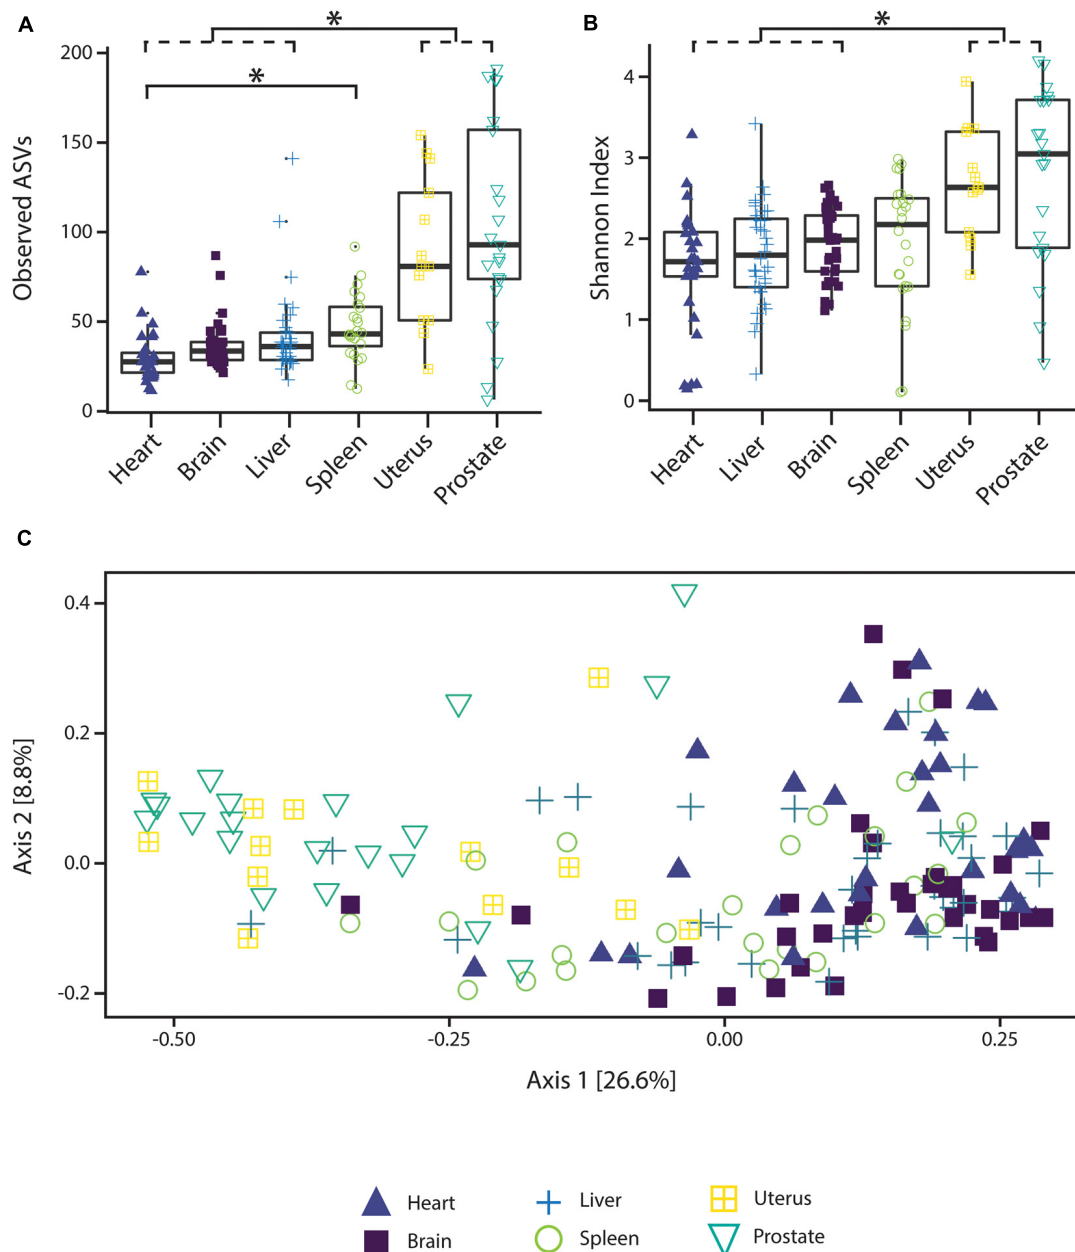 A
*
*
200
150
100
50
0
Observed ASVs
Heart
Brain
Liver
Spleen
Uterus
Prostate
B
*
4
3
2
1
0
Shannon Index
Heart
Liver
Brain
Spleen
Uterus
Prostate
C
0.4
0.2
0.0
-0.2
Axis 2 [8.8%]
-0.50
-0.25
0.00
0.25
Axis 1 [26.6%]
Heart
Liver
Uterus
Brain
Spleen
Prostate